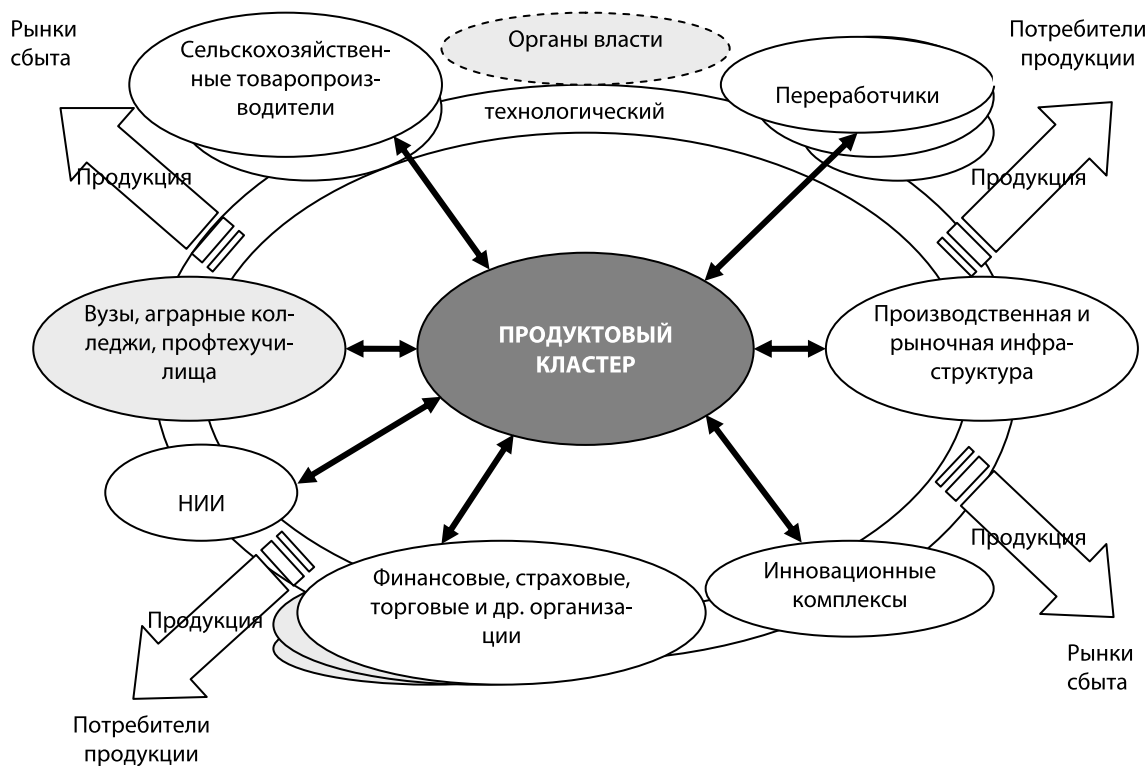 Рынки
сбыта
Сельскохозяйствен-
ные товаропроиз-
водители
Органы власти
Потребители
продукции
Переработчики
технологический
Продукция
Продукция
Вузы, аграрные кол-
леджи, профтехучи-
лища
ПРОДУКТОВЫЙ
КЛАСТЕР
Производственная и
рыночная инфра-
структура
НИИ
Продукция
Финансовые, страховые,
торговые и др. организа-
ции
Инновационные
комплексы
Продукция
Рынки
сбыта
Потребители
продукции